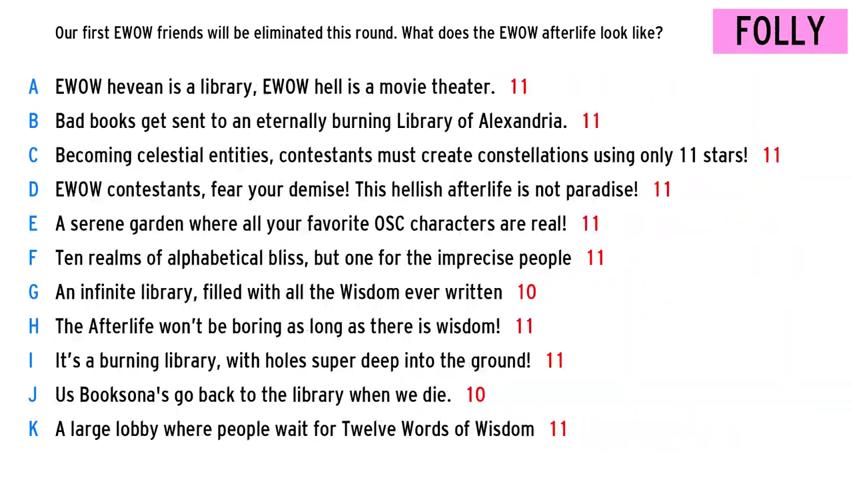 Our first EWOW friends will be eliminated this round. What does the EWOW afterlife look like?
FOLLY
A EWOW hevean is a library, EWOW hell is a movie theater. 11
B Bad books get sent to an eternally burning Library of Alexandria. 11
C Becoming celestial entities, contestants must create constellations using only 11 stars! 11
D EWOW contestants, fear your demise! This hellish afterlife is not paradise! 11
E A serene garden where all your favorite OSC characters are real! 11
F Ten realms of alphabetical bliss, but one for the imprecise people 11
G An infinite library, filled with all the Wisdom ever written 10
H The Afterlife won't be boring as long as there is wisdom! 11
I It's a burning library, with holes super deep into the ground! 11
J Us Booksona's go back to the library when we die. 10
K A large lobby where people wait for Twelve Words of Wisdom 11